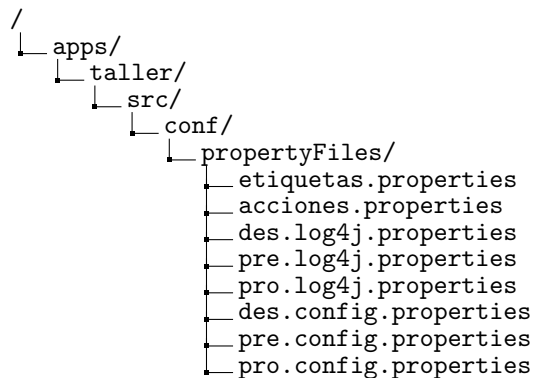 /
apps/
taller/
src/
conf/
propertyFiles/
etiquetas.properties
acciones.properties
des.log4j.properties
pre.log4j.properties
pro.log4j.properties
des.config.properties
pre.config.properties
pro.config.properties